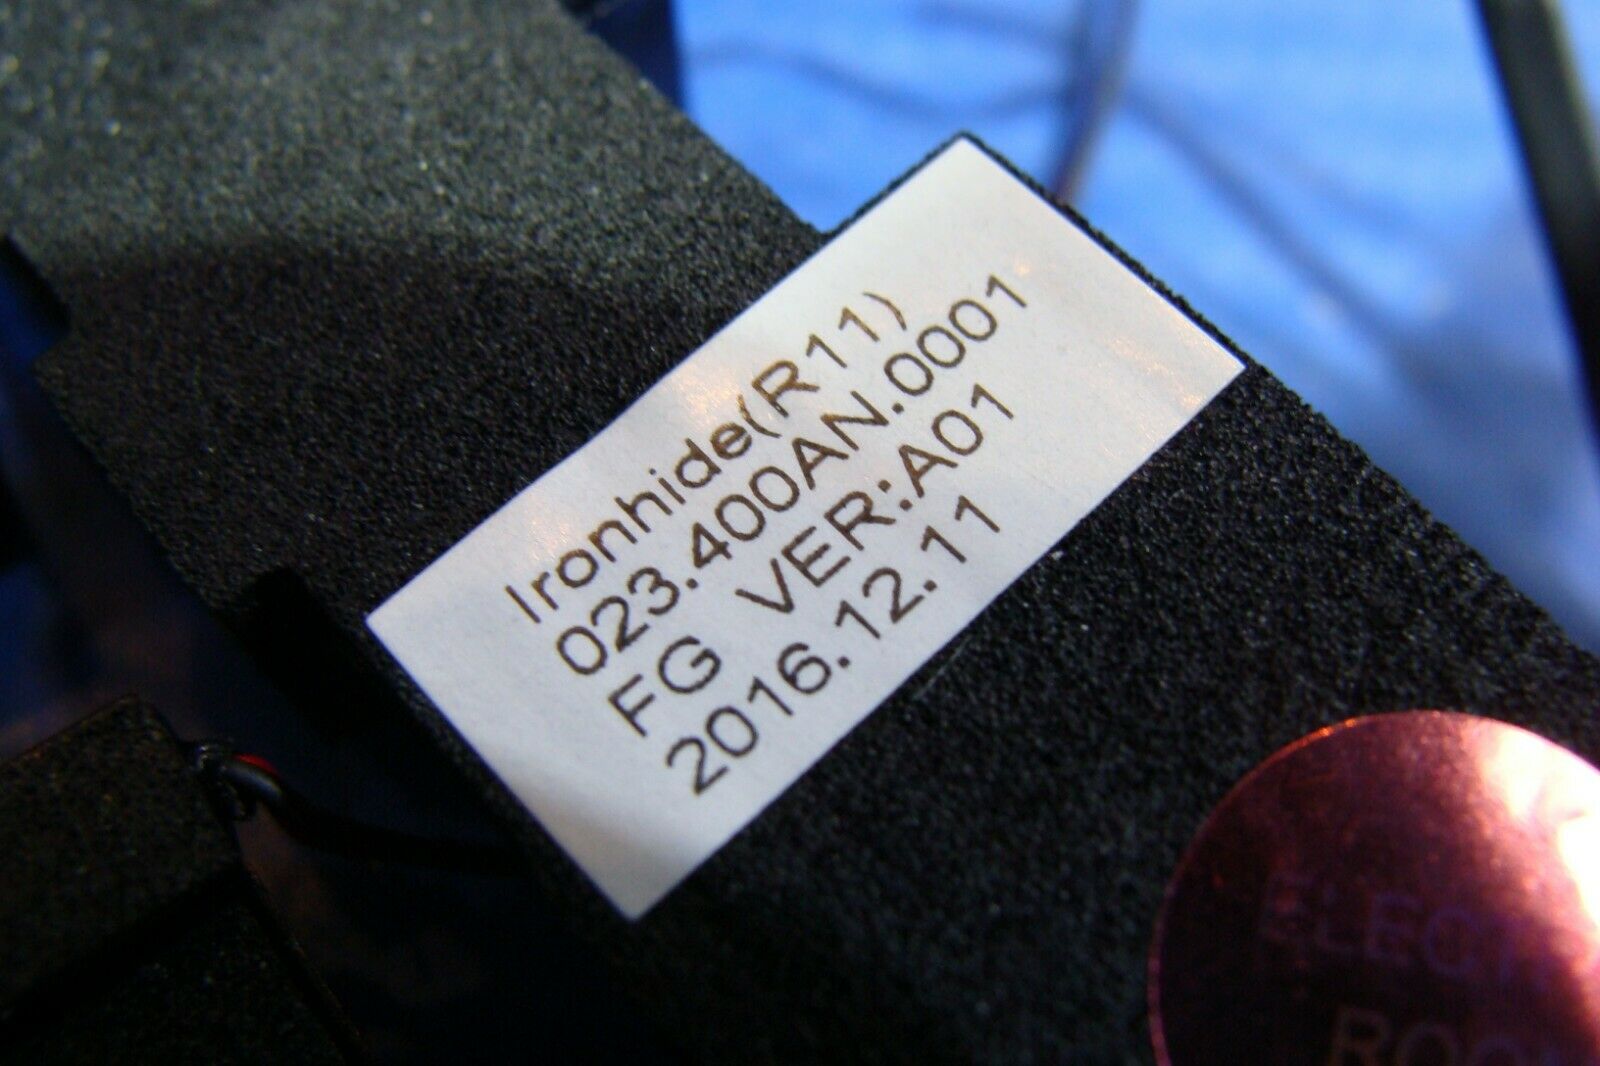 Ironhide(R11)
023.400AN.0001
FG VER:A01
2016.12.11